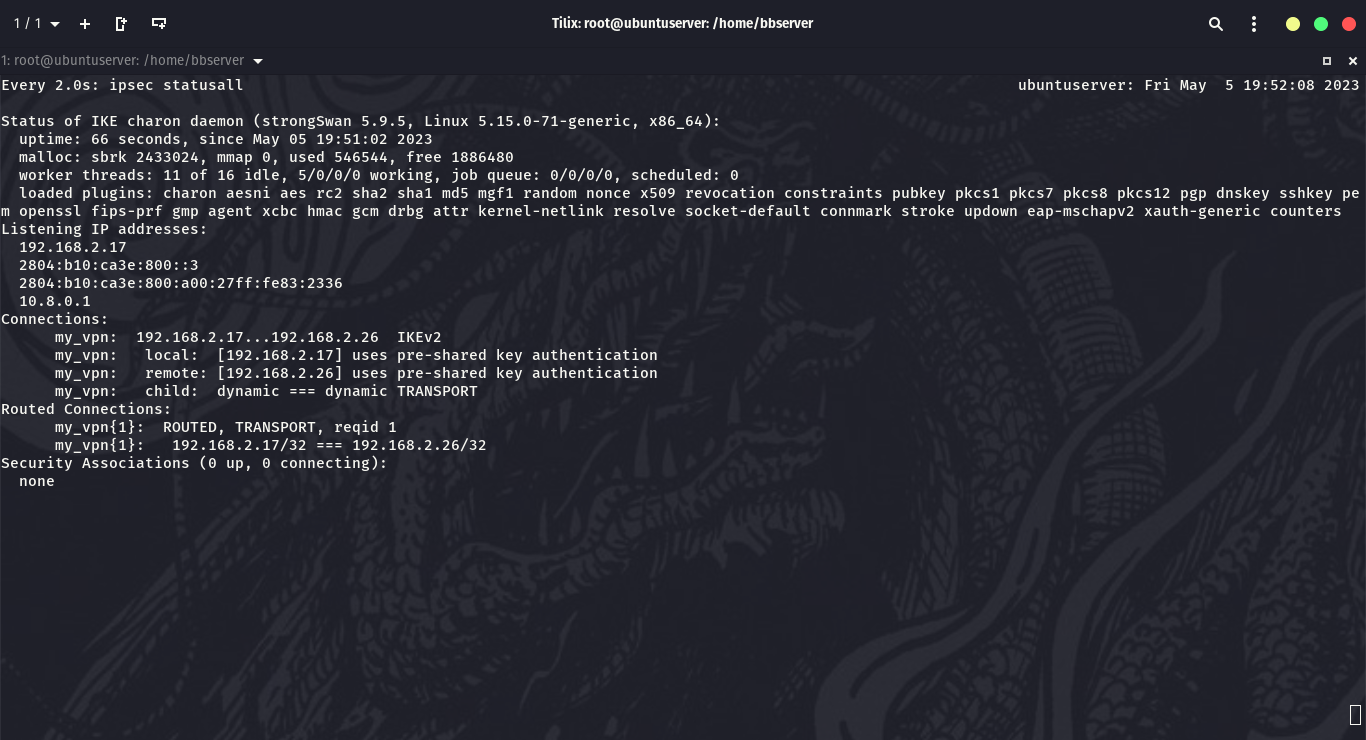 1 / 1
Tilix: root@ubuntuserver: /home/bbserver
1: root@ubuntuserver: /home/bbserver
Every 2.0s: ipsec statusall ubuntuserver: Fri May  5 19:52:08 2023
Status of IKE charon daemon (strongSwan 5.9.5, Linux 5.15.0-71-generic, x86_64):
  uptime: 66 seconds, since May 05 19:51:02 2023
  malloc: sbrk 2433024, mmap 0, used 546544, free 1886480
  worker threads: 11 of 16 idle, 5/0/0/0 working, job queue: 0/0/0/0, scheduled: 0
  loaded plugins: charon aesni aes rc2 sha2 sha1 md5 mgf1 random nonce x509 revocation constraints pubkey pkcs1 pkcs7 pkcs8 pkcs12 pgp dnskey sshkey pe
m openssl fips-prf gmp agent xcbc hmac gcm drbg attr kernel-netlink resolve socket-default connmark stroke updown eap-mschapv2 xauth-generic counters
Listening IP addresses:
  192.168.2.17
  2804:b10:ca3e:800::3
  2804:b10:ca3e:800:a00:27ff:fe83:2336
  10.8.0.1
Connections:
      my_vpn:  192.168.2.17...192.168.2.26  IKEv2
      my_vpn:   local:  [192.168.2.17] uses pre-shared key authentication
      my_vpn:   remote: [192.168.2.26] uses pre-shared key authentication
      my_vpn:   child:  dynamic === dynamic TRANSPORT
Routed Connections:
      my_vpn{1}:  ROUTED, TRANSPORT, reqid 1
      my_vpn{1}:   192.168.2.17/32 === 192.168.2.26/32
Security Associations (0 up, 0 connecting):
  none